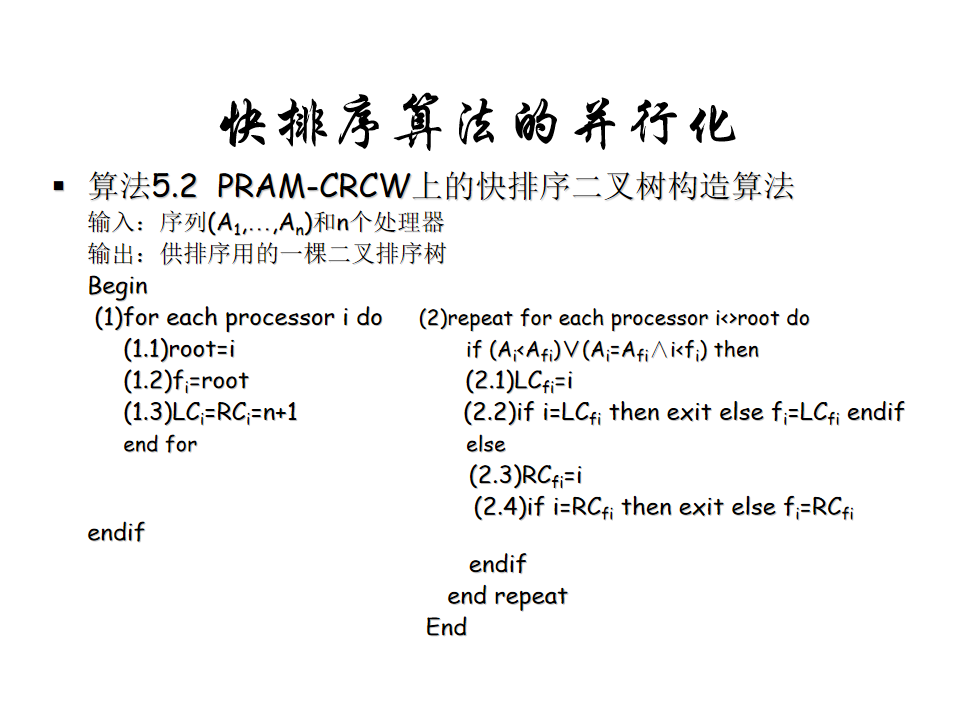 快排序算法的并行化
▪ 算法5.2 PRAM-CRCW上的快排序二叉树构造算法
输入：序列(A1,…,An)和n个处理器
输出：供排序用的一棵二叉排序树
Begin
(1)for each processor i do (2)repeat for each processor i<>root do
(1.1)root=i if (Ai<Afi)∨(Ai=Afi∧i<fi) then
(1.2)fi=root (2.1)LCfi=i
(1.3)LCi=RCi=n+1 (2.2)if i=LCfi then exit else fi=LCfi endif
end for else
(2.3)RCfi=i
(2.4)if i=RCfi then exit else fi=RCfi
endif
endif
end repeat
End